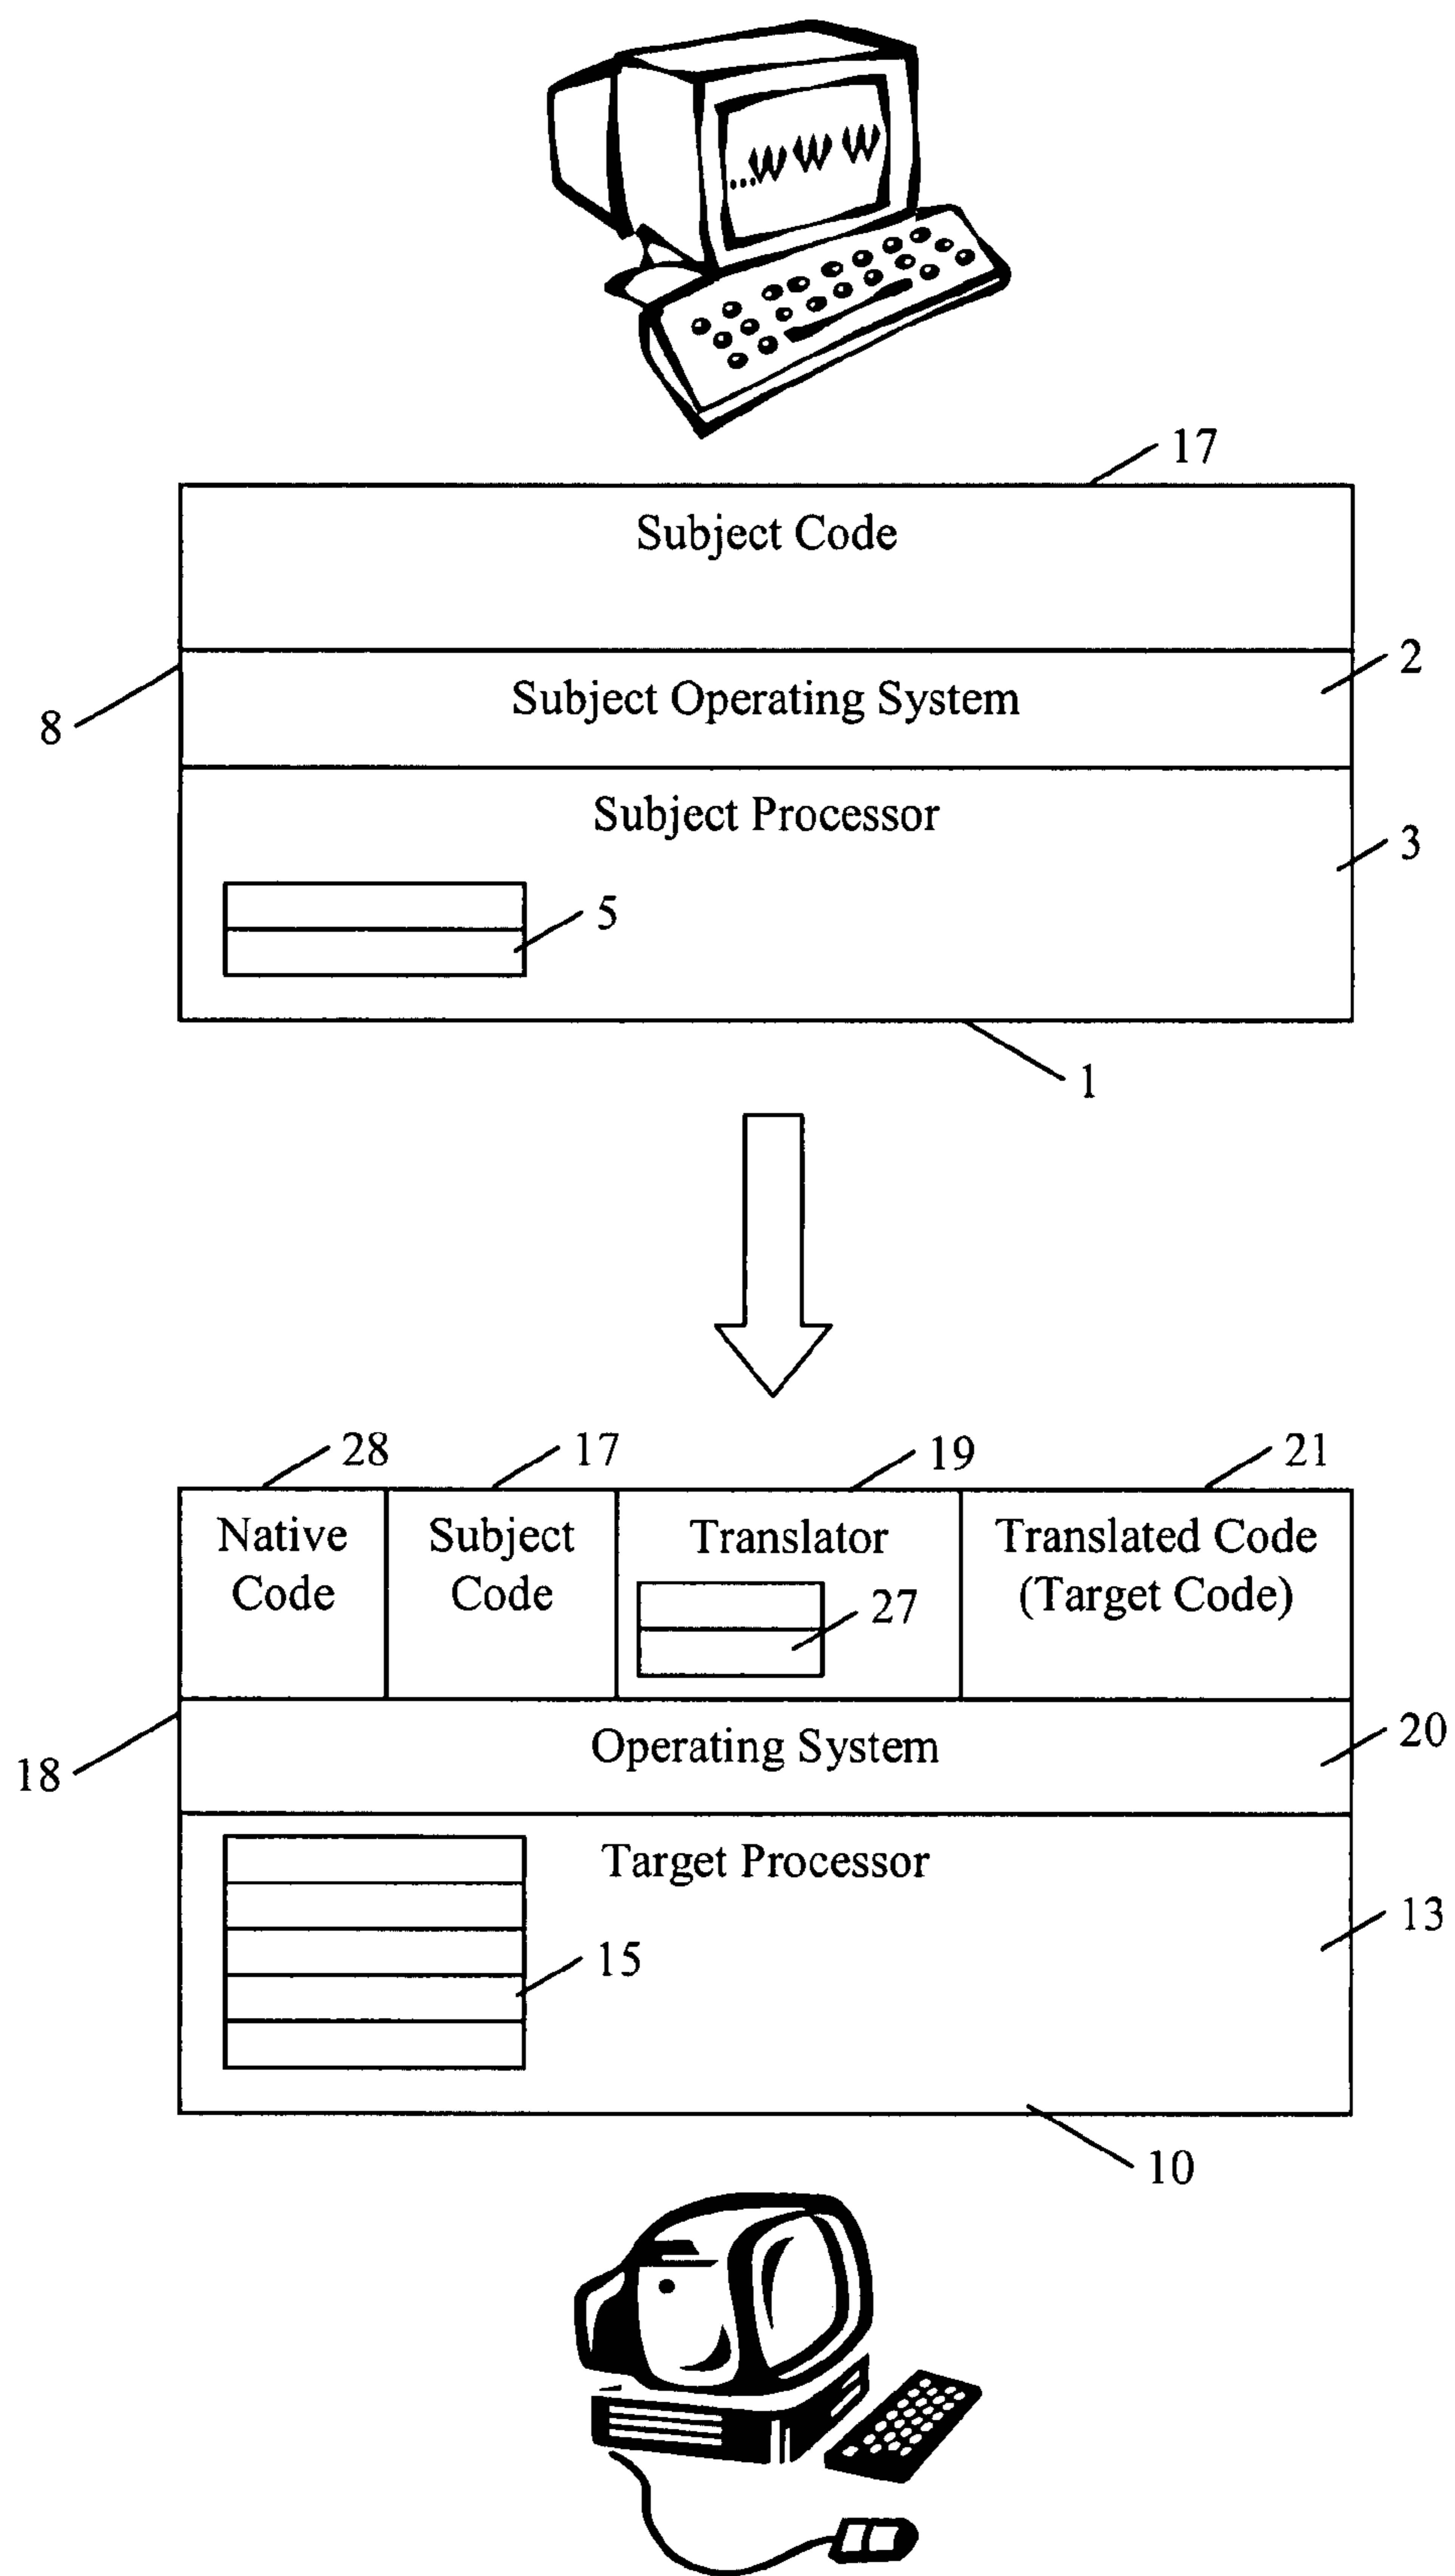 ...W W W
17
Subject Code
2
Subject Operating System
8
Subject Processor
3
5
1
28
17
19
21
Native
Code
Subject
Code
Translator
27
Translated Code
(Target Code)
20
Operating System
18
Target Processor
13
15
10